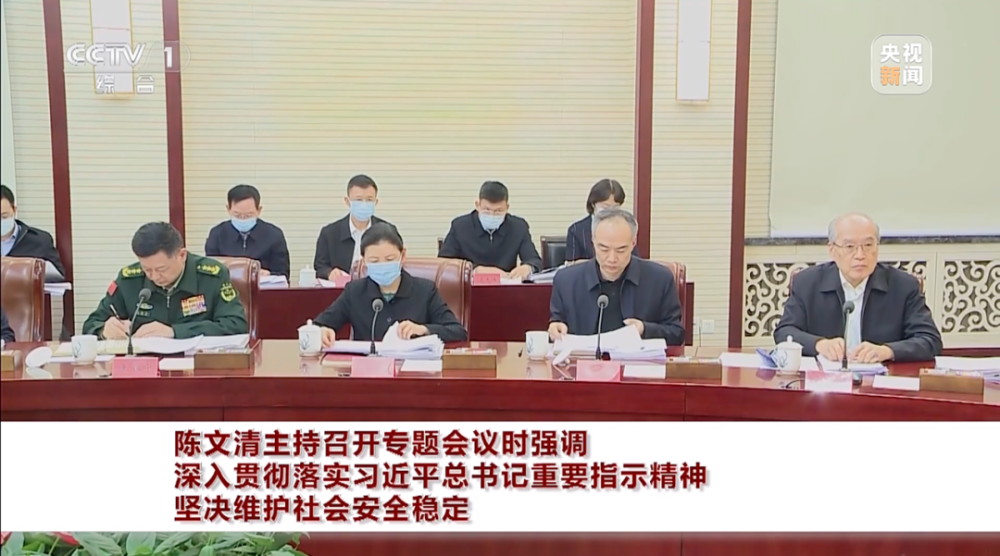 CCTV 1
综合
央视
新闻
陈文清主持召开专题会议时强调
深入贯彻落实习近平总书记重要指示精神
坚决维护社会安全稳定